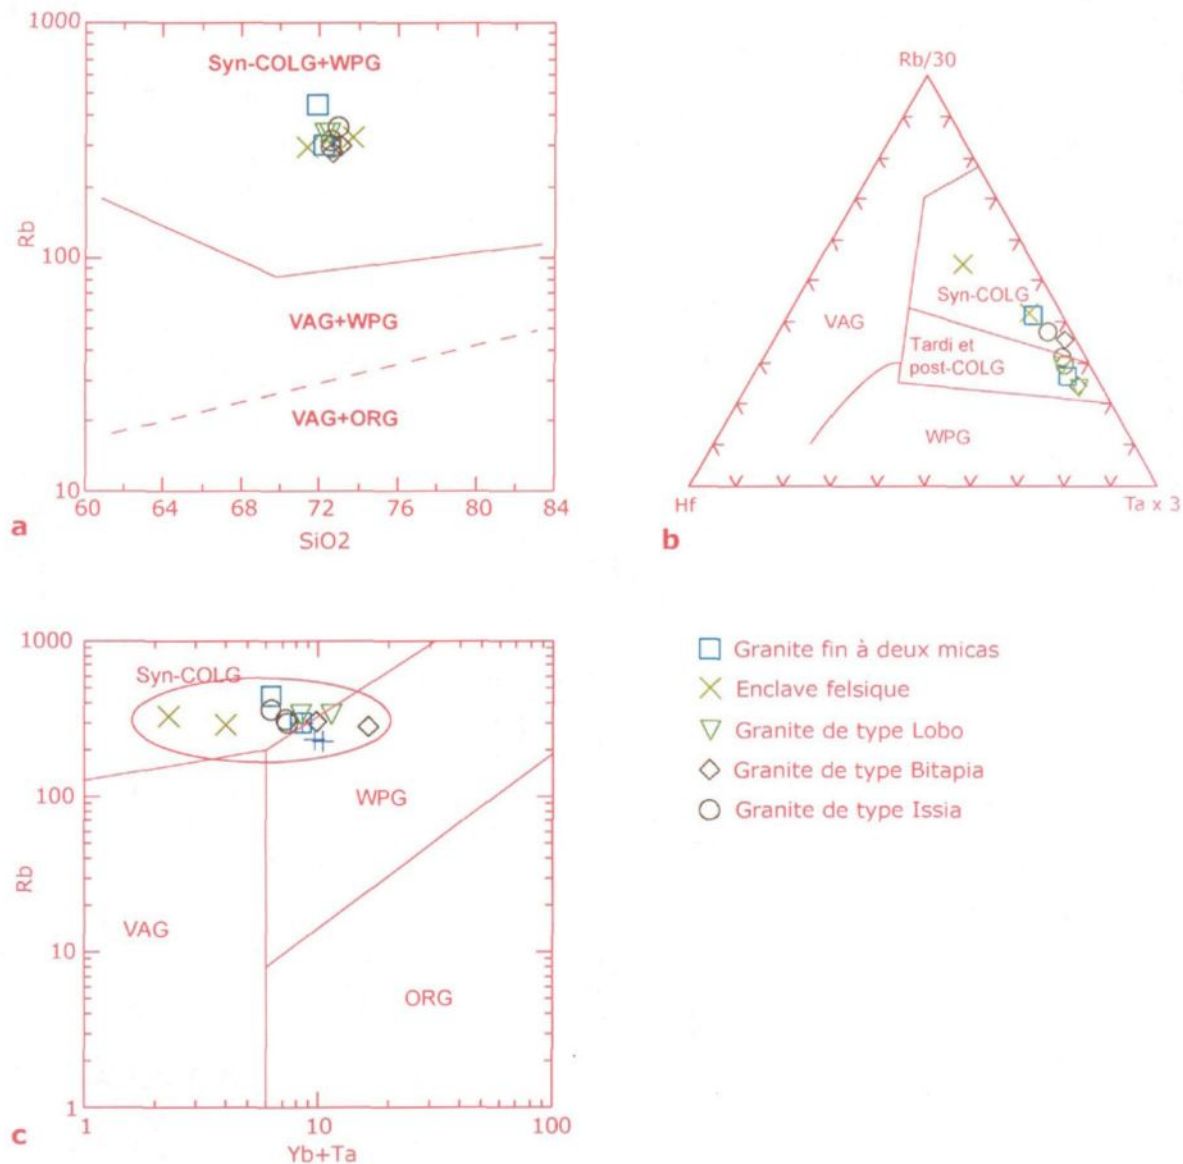 1000
Syn-COLG+WPG
Rb
100
VAG+WPG
VAG+ORG
10
60 64 68 72 76 80 84
SiO2
a
Rb/30
Syn-COLG
VAG
Tardi et
post-COLG
WPG
Hf
Ta x 3
b
1000
Syn-COLG
100
WPG
Rb
VAG
10
ORG
1
1 10 100
Yb+Ta
c
Granite fin à deux micas
Enclave felsique
Granite de type Lobo
Granite de type Bitapia
Granite de type Issia